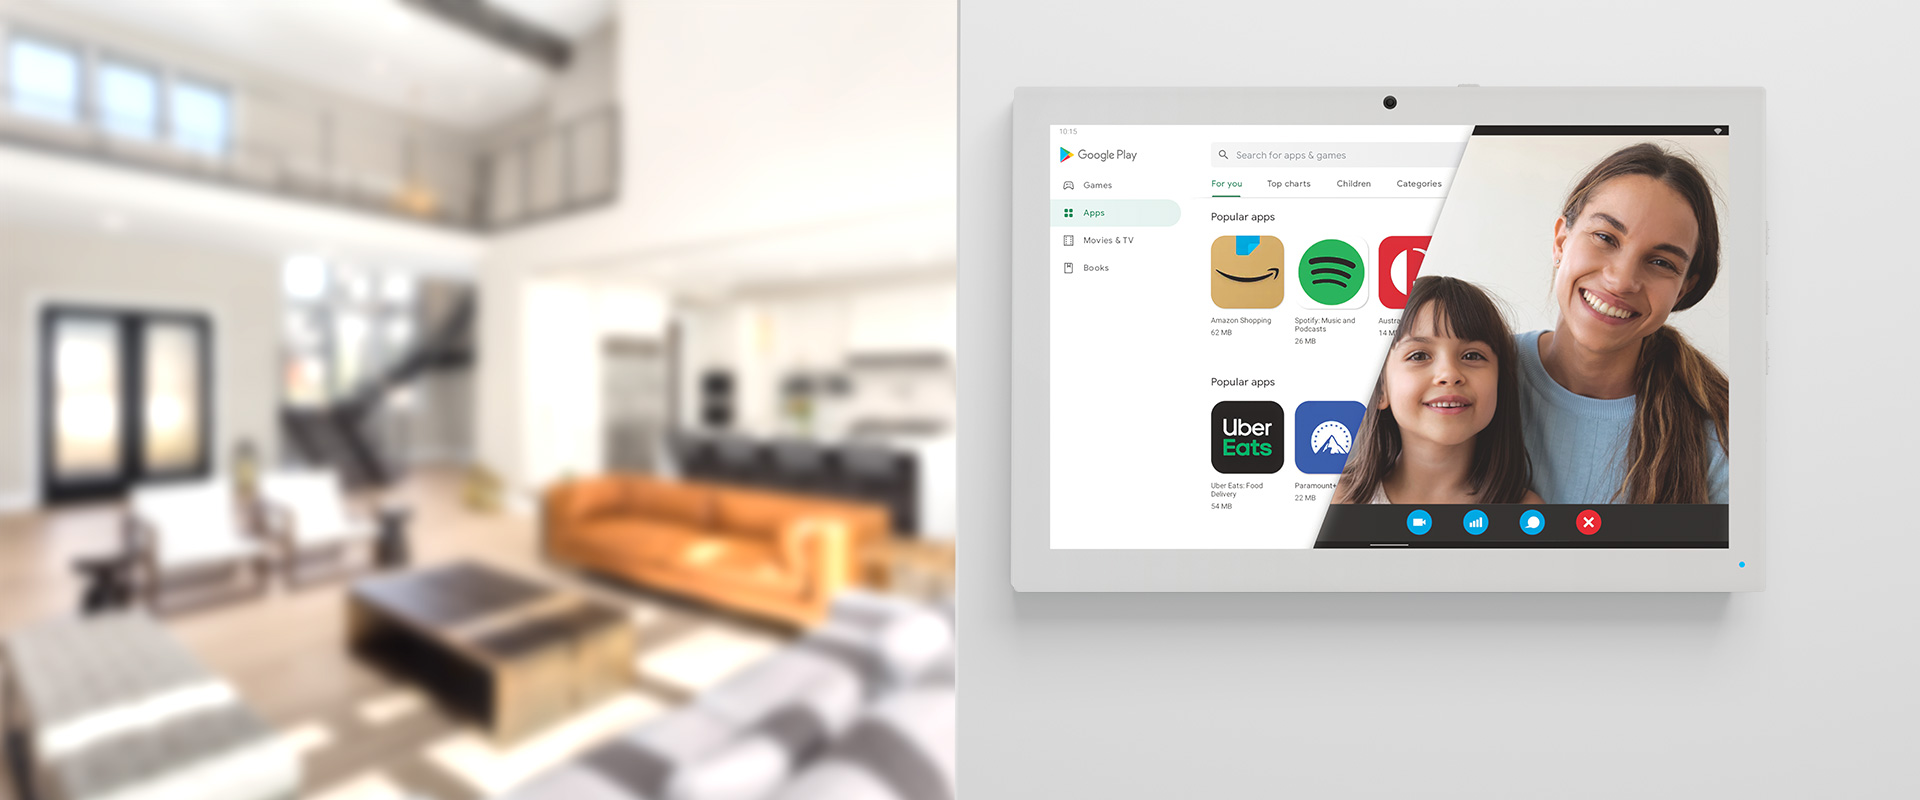 10:15
Google Play
Search for apps & games
Games
Apps
Movies & TV
Books
For you Top charts Children Categories
Popular apps
Amazon Shopping
62 MB
Spotify: Music and
Podcasts
26 MB
Austra
14 M
Popular apps
Uber
Eats
Uber Eats: Food
Delivery
54 MB
Paramount+
22 MB